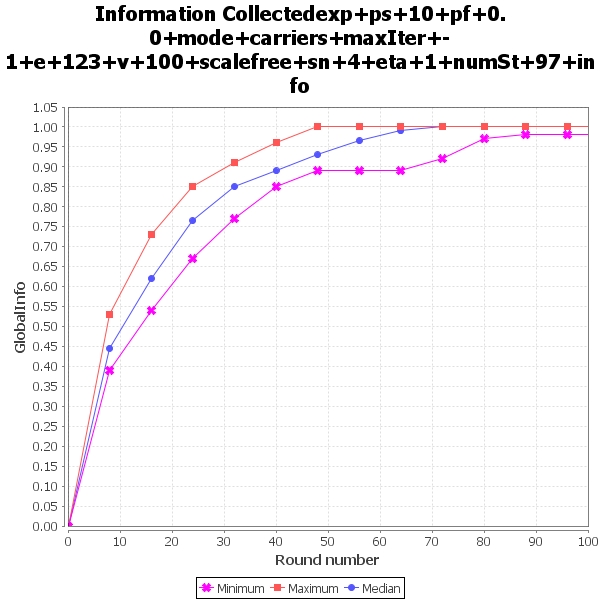 Information Collectedexp+ps+10+pf+0.
0+mode+carriers+maxIter+-
1+e+123+v+100+scalefree+sn+4+eta+1+numSt+97+in
fo
GlobalInfo
1.05
1.00
0.95
0.90
0.85
0.80
0.75
0.70
0.65
0.60
0.55
0.50
0.45
0.40
0.35
0.30
0.25
0.20
0.15
0.10
0.05
0.00
0 10 20 30 40 50 60 70 80 90 100
Round number
Minimum Maximum Median